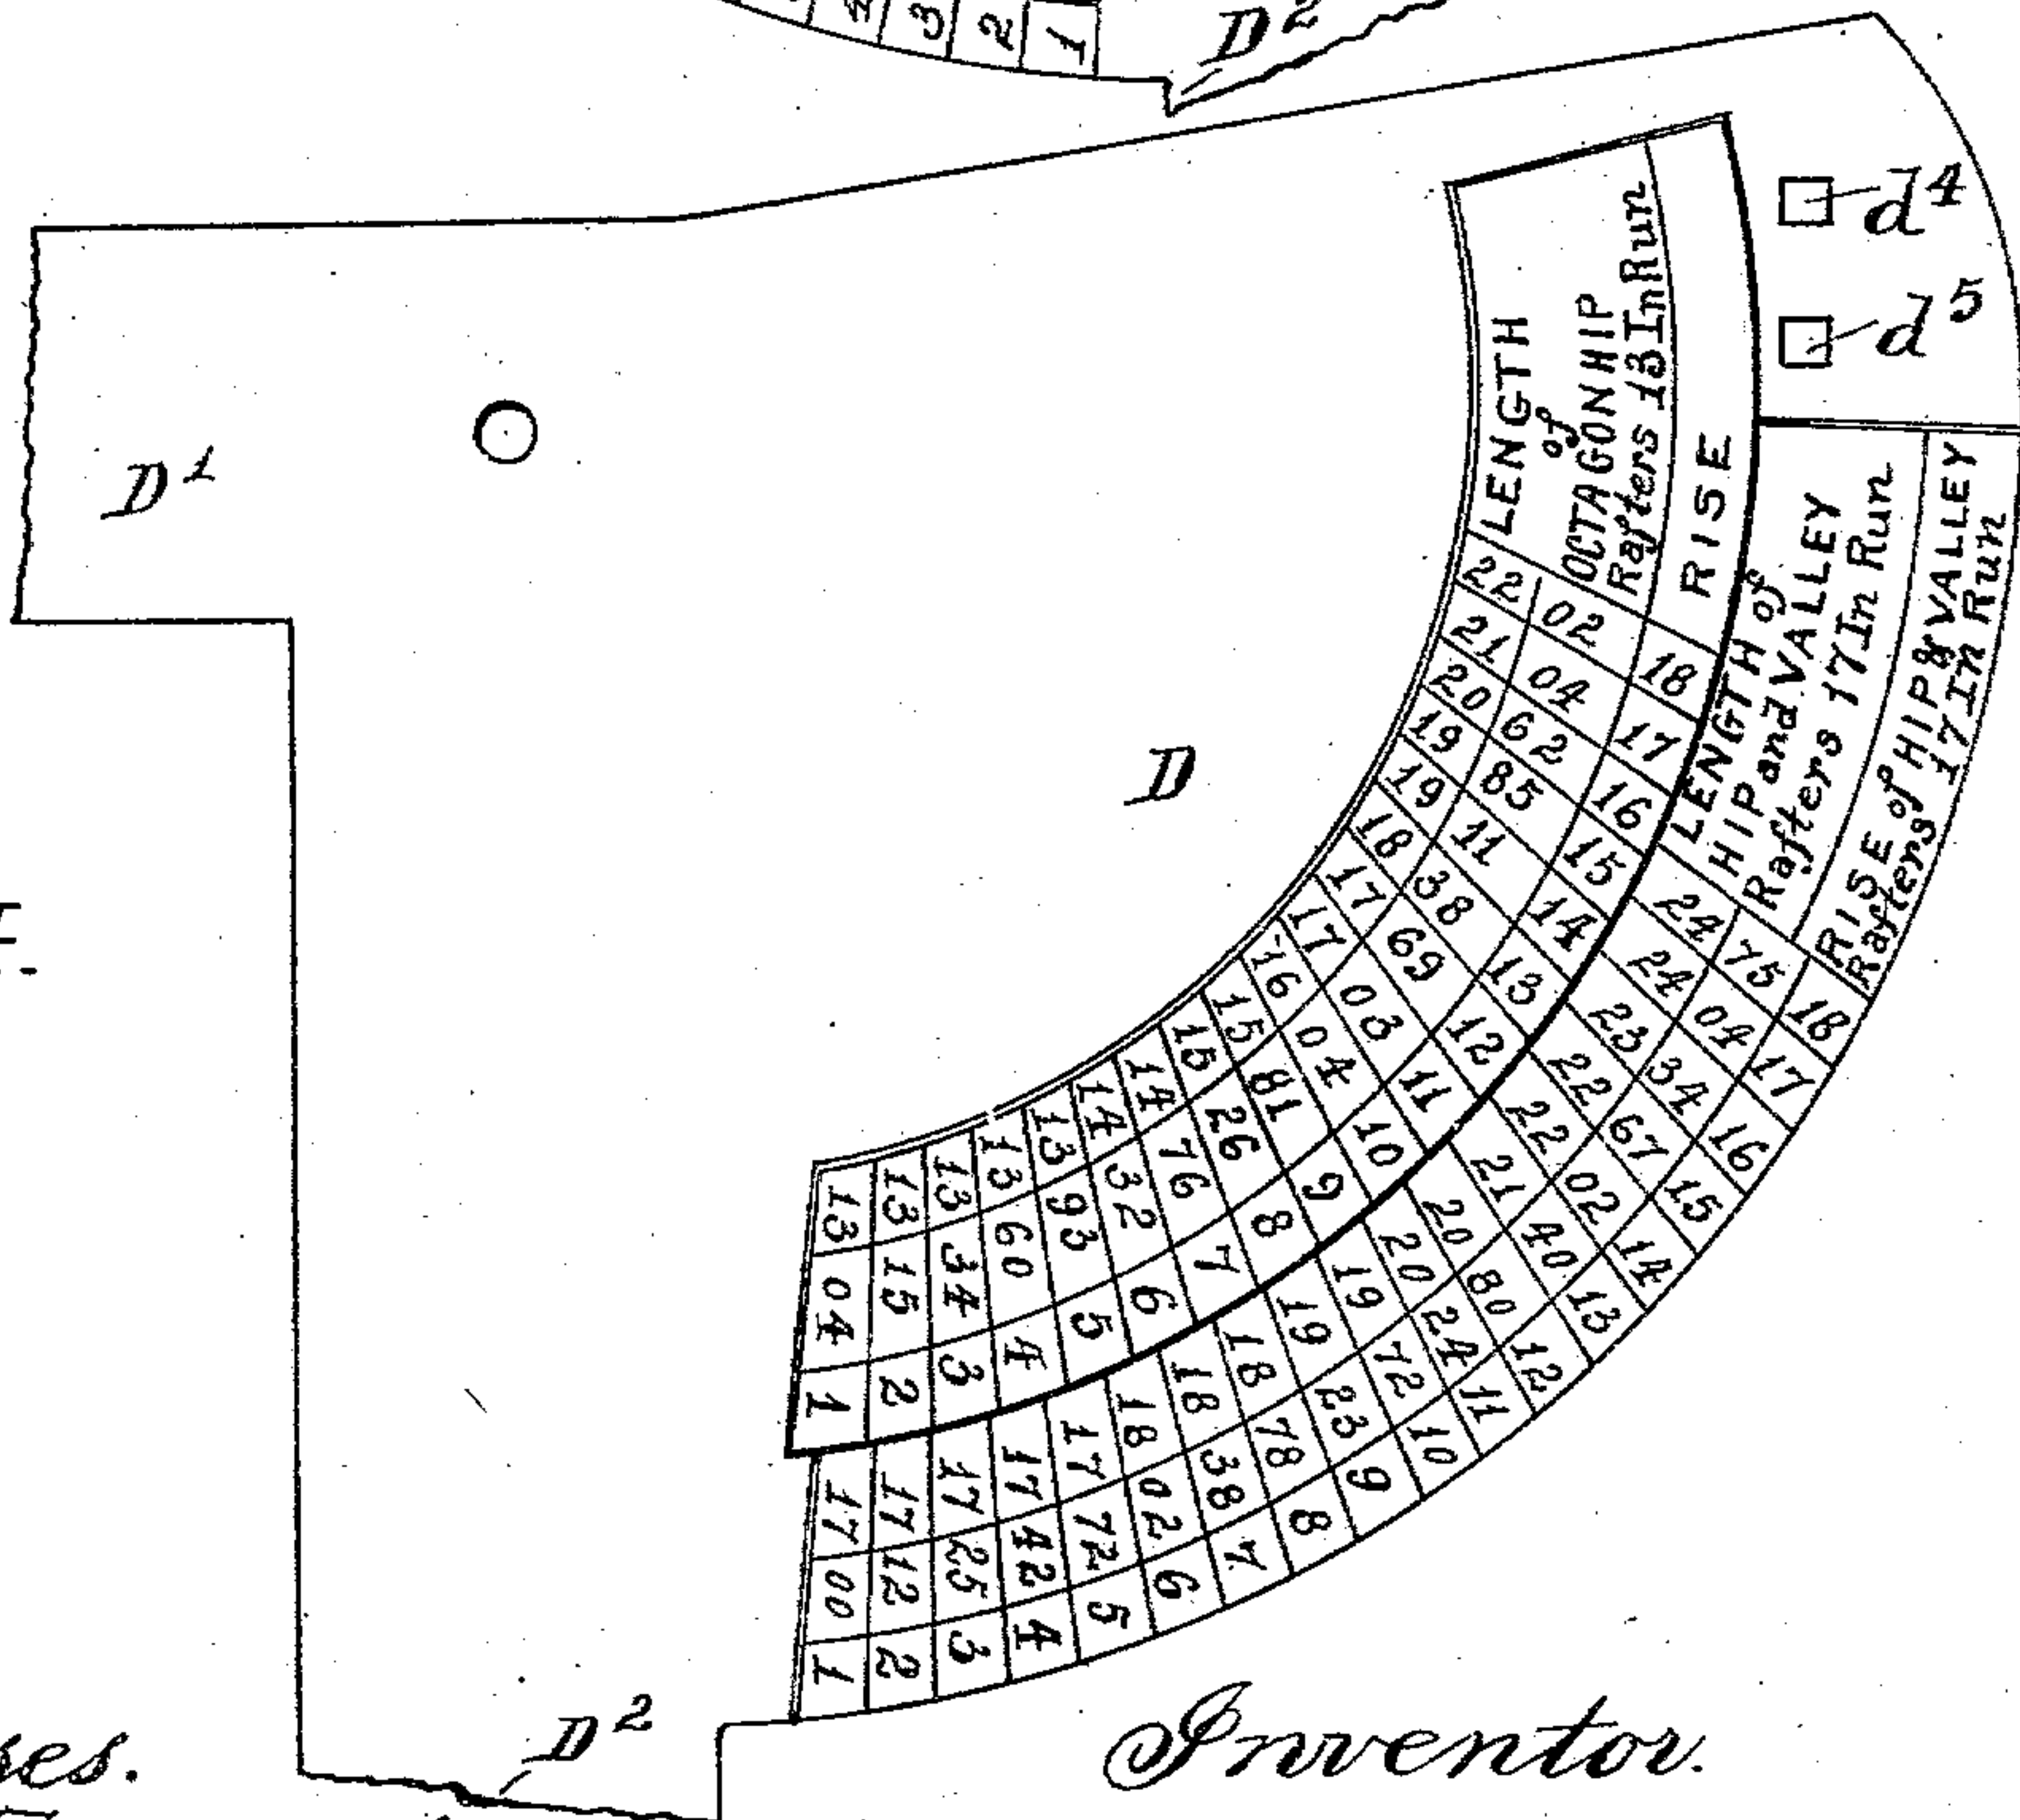 4 3 2 1
D2
d4
d5
D1
D
LENGTH
of
OCTAGON HIP
Rafters 13 In Run
RISE
22 02 18
21 04 17
20 62 16
19 85 15
19 11 14
18 38 13
17 69 12
17 03 11
16 04 10
15 81 9
15 26 8
14 76 7
14 32 6
13 93 5
13 60 4
13 34 3
13 15 2
13 04 1
LENGTH of
HIP and VALLEY
Rafters 17 In Run
RISE of HIP & VALLEY
Rafters 17 In Run
24 75 18
24 04 17
23 34 16
22 67 15
22 02 14
21 40 13
20 80 12
20 24 11
19 72 10
19 23 9
18 78 8
18 38 7
18 02 6
17 72 5
17 42 4
17 25 3
17 12 2
17 00 1
D2
Inventor.